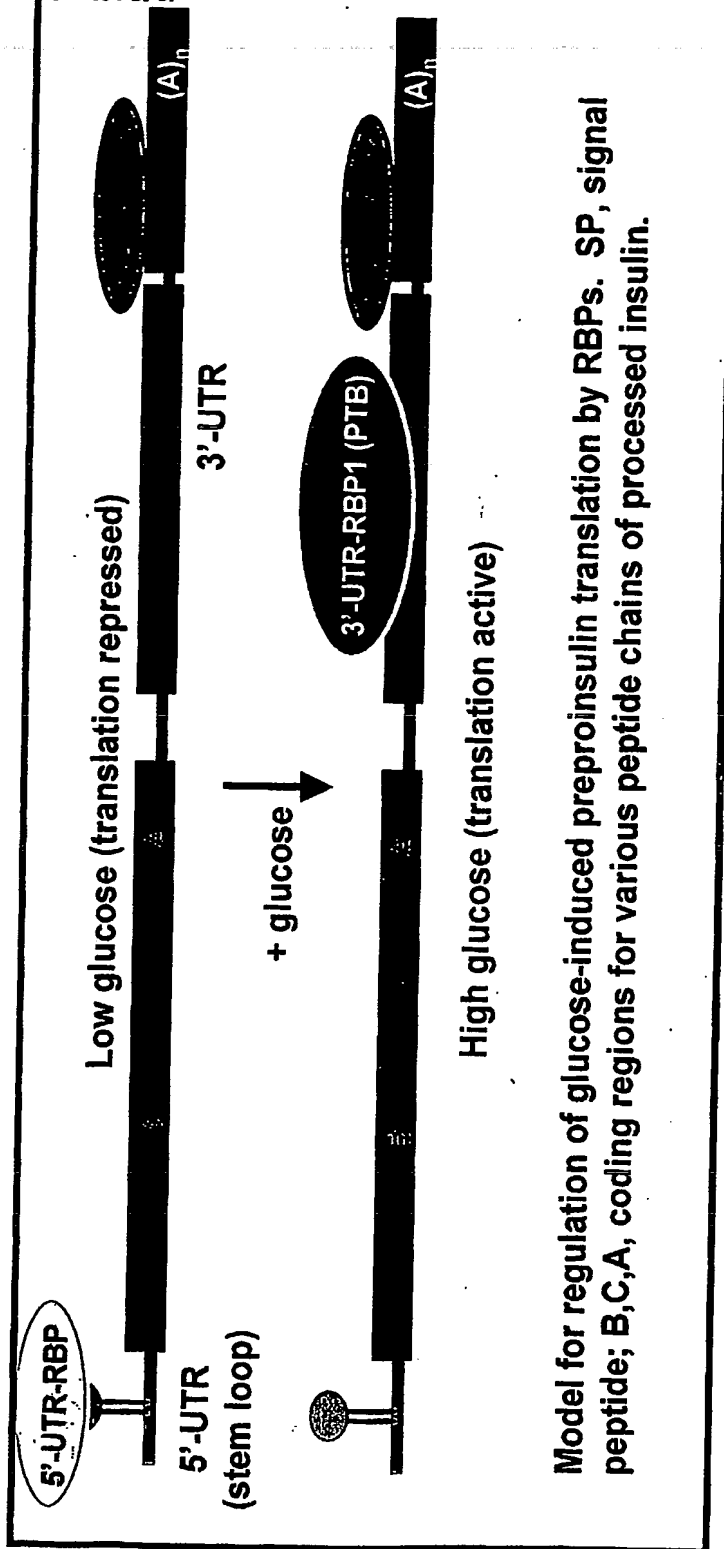 5'-UTR-RBP
Low glucose (translation repressed)
(A)n
5'-UTR
(stem loop)
3'-UTR
+ glucose
3'-UTR-RBP1 (PTB)
(A)n
High glucose (translation active)
Model for regulation of glucose-induced preproinsulin translation by RBPs. SP, signal
peptide; B,C,A, coding regions for various peptide chains of processed insulin.